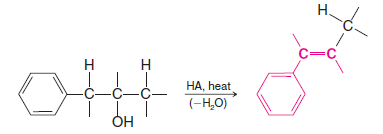 H
C
C=C
H H
C—C—C—
OH
HA, heat
(–H₂O)